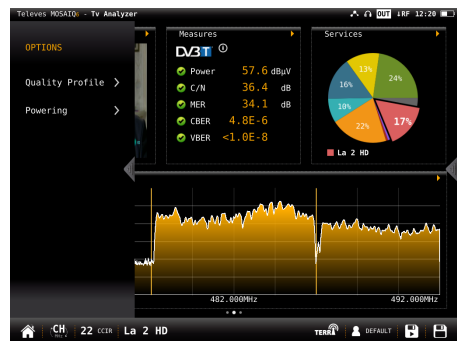 Televes MOSAIQ6 - Tv Analyzer
OUT
RF 12:20
OPTIONS
Quality Profile >
Powering >
Measures
DVB T
Power 57.6 dBµV
C/N 36.4 dB
MER 34.1 dB
CBER 4.8E-6
VBER <1.0E-8
Services
13%
24%
16%
10%
17%
22%
La 2 HD
482.000MHz
492.000MHz
CH
22 CCIR
La 2 HD
TERR
DEFAULT